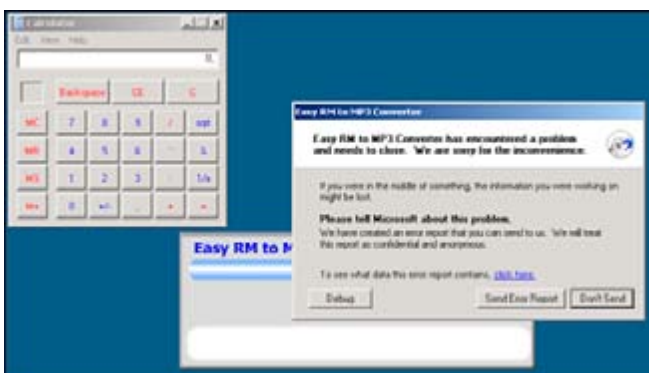 Calculator
Edit View Help
0.
Backspace CE C
MC 7 8 9 / sqrt
MR 4 5 6 * %
MS 1 2 3 - 1/x
M+ 0 +/- . + =
Easy RM to M
Easy RM to MP3 Converter
Easy RM to MP3 Converter has encountered a problem
and needs to close. We are sorry for the inconvenience.
If you were in the middle of something, the information you were working on
might be lost.
Please tell Microsoft about this problem.
We have created an error report that you can send to us. We will treat
this report as confidential and anonymous.
To see what data this error report contains, click here.
Debug Send Error Report Don't Send